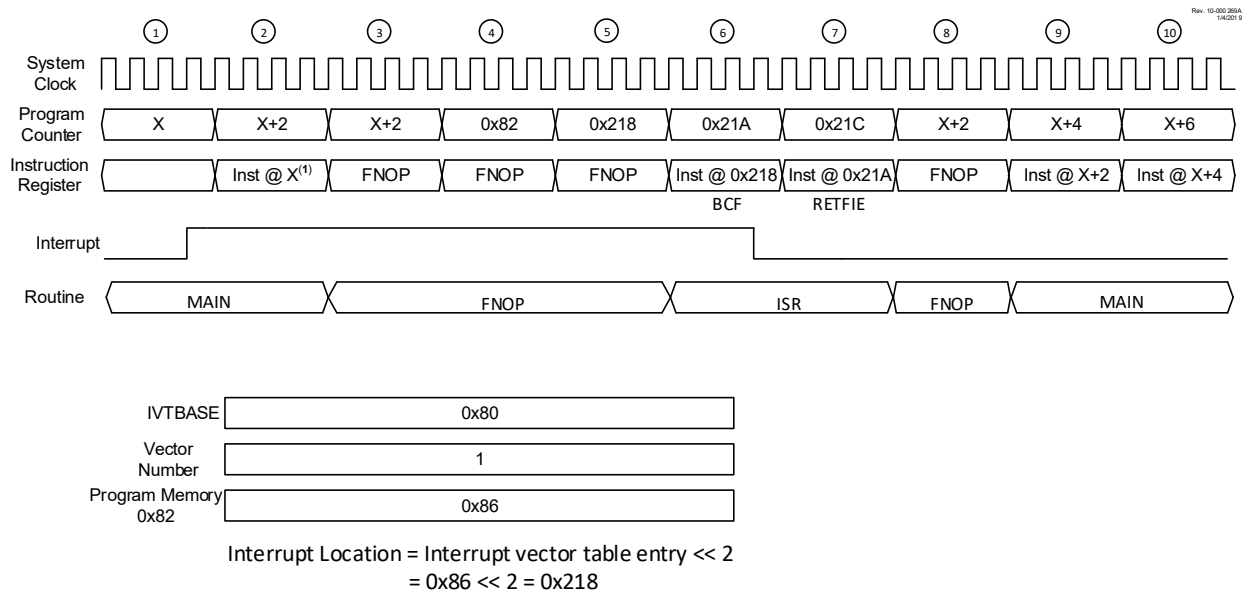 Rev. 10-000 269A
1/4/201 9
1 2 3 4 5 6 7 8 9 10
System
Clock
Program
Counter
X X+2 X+2 0x82 0x218 0x21A 0x21C X+2 X+4 X+6
Instruction
Register
Inst @ X(1) FNOP FNOP FNOP Inst @ 0x218 Inst @ 0x21A FNOP Inst @ X+2 Inst @ X+4
BCF RETFIE
Interrupt
Routine MAIN FNOP ISR FNOP MAIN
IVTBASE 0x80
Vector
Number
1
Program Memory
0x82
0x86
Interrupt Location = Interrupt vector table entry << 2
= 0x86 << 2 = 0x218